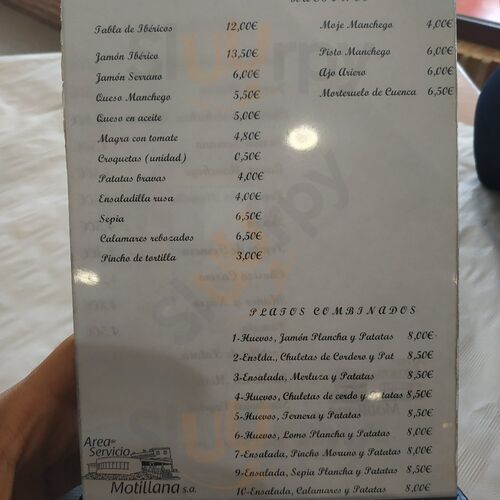 Tabla de Ibéricos 12,00€
Jamón Ibérico 13,50€
Jamón Serrano 6,00€
Queso Manchego 5,50€
Queso en aceite 5,00€
Magra con tomate 4,80€
Croquetas (unidad) 0,50€
Patatas bravas 4,00€
Ensaladilla rusa 4,00€
Sepia 6,50€
Calamares rebozados 6,50€
Pincho de tortilla 3,00€
Moje Manchego 4,00€
Pisto Manchego 6,00€
Ajo Ariero 6,00€
Morteruelo de Cuenca 6,50€
PLATOS COMBINADOS
1-Huevos, Jamón Plancha y Patatas 8,00€
2-Enslda., Chuletas de Cordero y Pat 8,50€
3-Ensalada, Merluza y Patatas 8,50€
4-Huevos, Chuletas de cerdo y Patatas 8,50€
5-Huevos, Ternera y Patatas 8,50€
6-Huevos, Lomo Plancha y Patatas 8,00€
7-Ensalada, Pincho Moruno y Patatas 8,00€
9-Ensalada, Sepia Plancha y Patatas 8,50€
10-Ensalada, Calamares y Patatas 8,00€
Area de
Servicio
Motillana s.a.